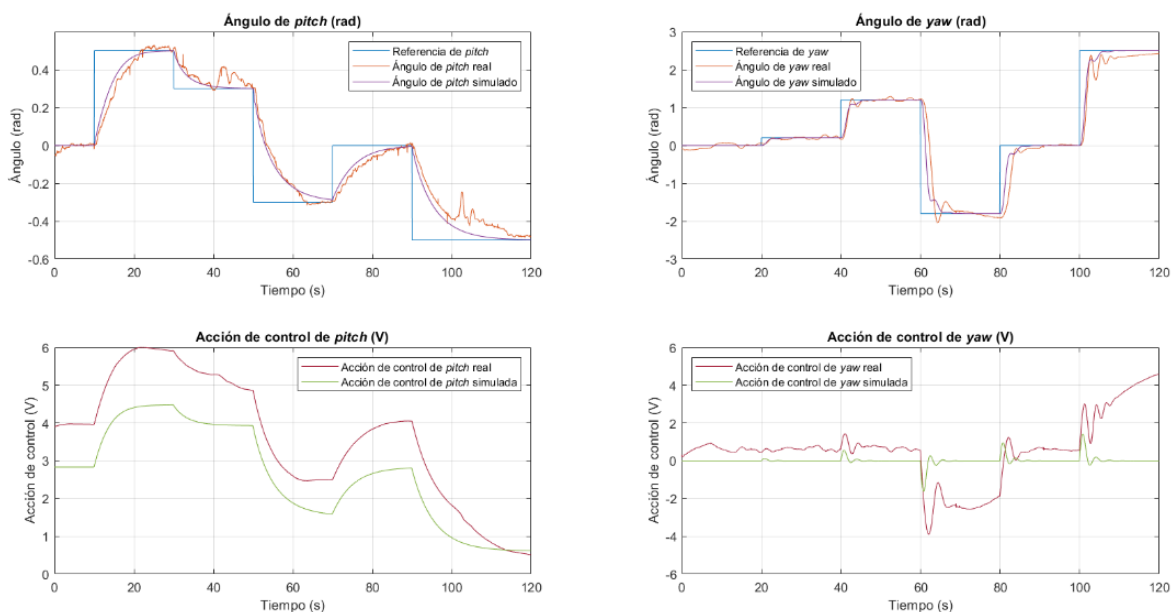 Ángulo de pitch (rad)
Referencia de pitch
Ángulo de pitch real
Ángulo de pitch simulado
Ángulo (rad)
0.4
0.2
0
-0.2
-0.4
-0.6
0 20 40 60 80 100 120
Tiempo (s)
Ángulo de yaw (rad)
Referencia de yaw
Ángulo de yaw real
Ángulo de yaw simulado
Ángulo (rad)
3
2
1
0
-1
-2
-3
0 20 40 60 80 100 120
Tiempo (s)
Acción de control de pitch (V)
Acción de control de pitch real
Acción de control de pitch simulada
Acción de control (V)
6
5
4
3
2
1
0
0 20 40 60 80 100 120
Tiempo (s)
Acción de control de yaw (V)
Acción de control de yaw real
Acción de control de yaw simulada
Acción de control (V)
6
4
2
0
-2
-4
-6
0 20 40 60 80 100 120
Tiempo (s)